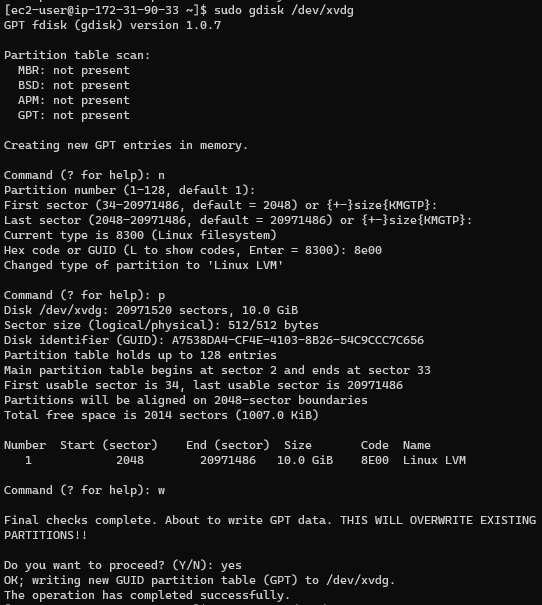 [ec2-user@ip-172-31-90-33 ~]$ sudo gdisk /dev/xvdg
GPT fdisk (gdisk) version 1.0.7

Partition table scan:
  MBR: not present
  BSD: not present
  APM: not present
  GPT: not present

Creating new GPT entries in memory.

Command (? for help): n
Partition number (1-128, default 1):
First sector (34-20971486, default = 2048) or {+-}size{KMGTP}:
Last sector (2048-20971486, default = 20971486) or {+-}size{KMGTP}:
Current type is 8300 (Linux filesystem)
Hex code or GUID (L to show codes, Enter = 8300): 8e00
Changed type of partition to 'Linux LVM'

Command (? for help): p
Disk /dev/xvdg: 20971520 sectors, 10.0 GiB
Sector size (logical/physical): 512/512 bytes
Disk identifier (GUID): A7538DA4-CF4E-4103-8B26-54C9CCC7C656
Partition table holds up to 128 entries
Main partition table begins at sector 2 and ends at sector 33
First usable sector is 34, last usable sector is 20971486
Partitions will be aligned on 2048-sector boundaries
Total free space is 2014 sectors (1007.0 KiB)

Number  Start (sector)    End (sector)  Size       Code  Name
   1            2048        20971486   10.0 GiB    8E00  Linux LVM

Command (? for help): w

Final checks complete. About to write GPT data. THIS WILL OVERWRITE EXISTING
PARTITIONS!!

Do you want to proceed? (Y/N): yes
OK; writing new GUID partition table (GPT) to /dev/xvdg.
The operation has completed successfully.